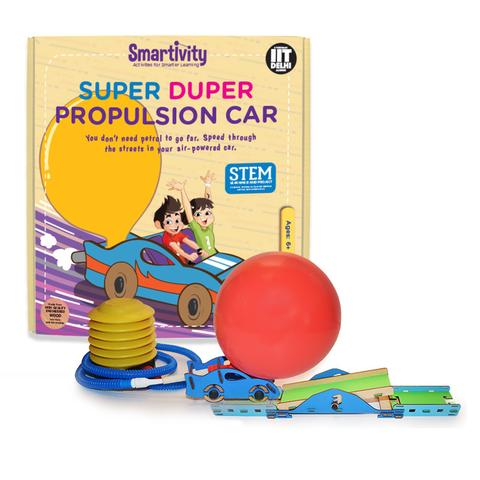 Smartivity
Activities for Smarter Learning
IIT
DELHI
SUPER DUPER
PROPULSION CAR
You don't need petrol to go far. Speed through
the streets in your air-powered car.
STEM
Ages: 6+